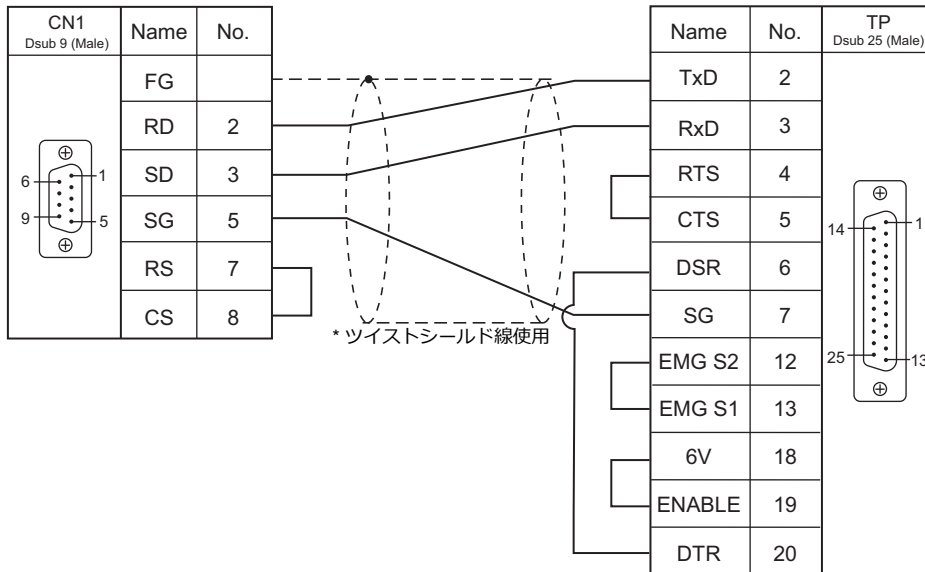 CN1
Dsub 9 (Male)
Name No.
FG
RD 2
SD 3
SG 5
RS 7
CS 8
6 1
9 5
* ツイストシールド線使用
Name No.
TP
Dsub 25 (Male)
TxD 2
RxD 3
RTS 4
CTS 5
DSR 6
SG 7
EMG S2 12
EMG S1 13
6V 18
ENABLE 19
DTR 20
14 1
25 13